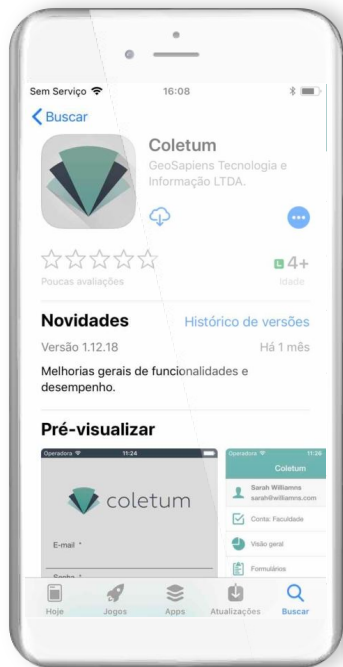 Sem Serviço 16:08
Buscar
Coletum
GeoSapiens Tecnologia e
Informação LTDA.
4+
Poucas avaliações Idade
Novidades Histórico de versões
Versão 1.12.18 Há 1 mês
Melhorias gerais de funcionalidades e
desempenho.
Pré-visualizar
Operadora 11:24
coletum
E-mail *
Senha *
Operadora 11:26
Coletum
Sarah Williamns
sarah@williamns.com
Conta: Faculdade
Visão geral
Formulários
Hoje Jogos Apps Atualizações Buscar